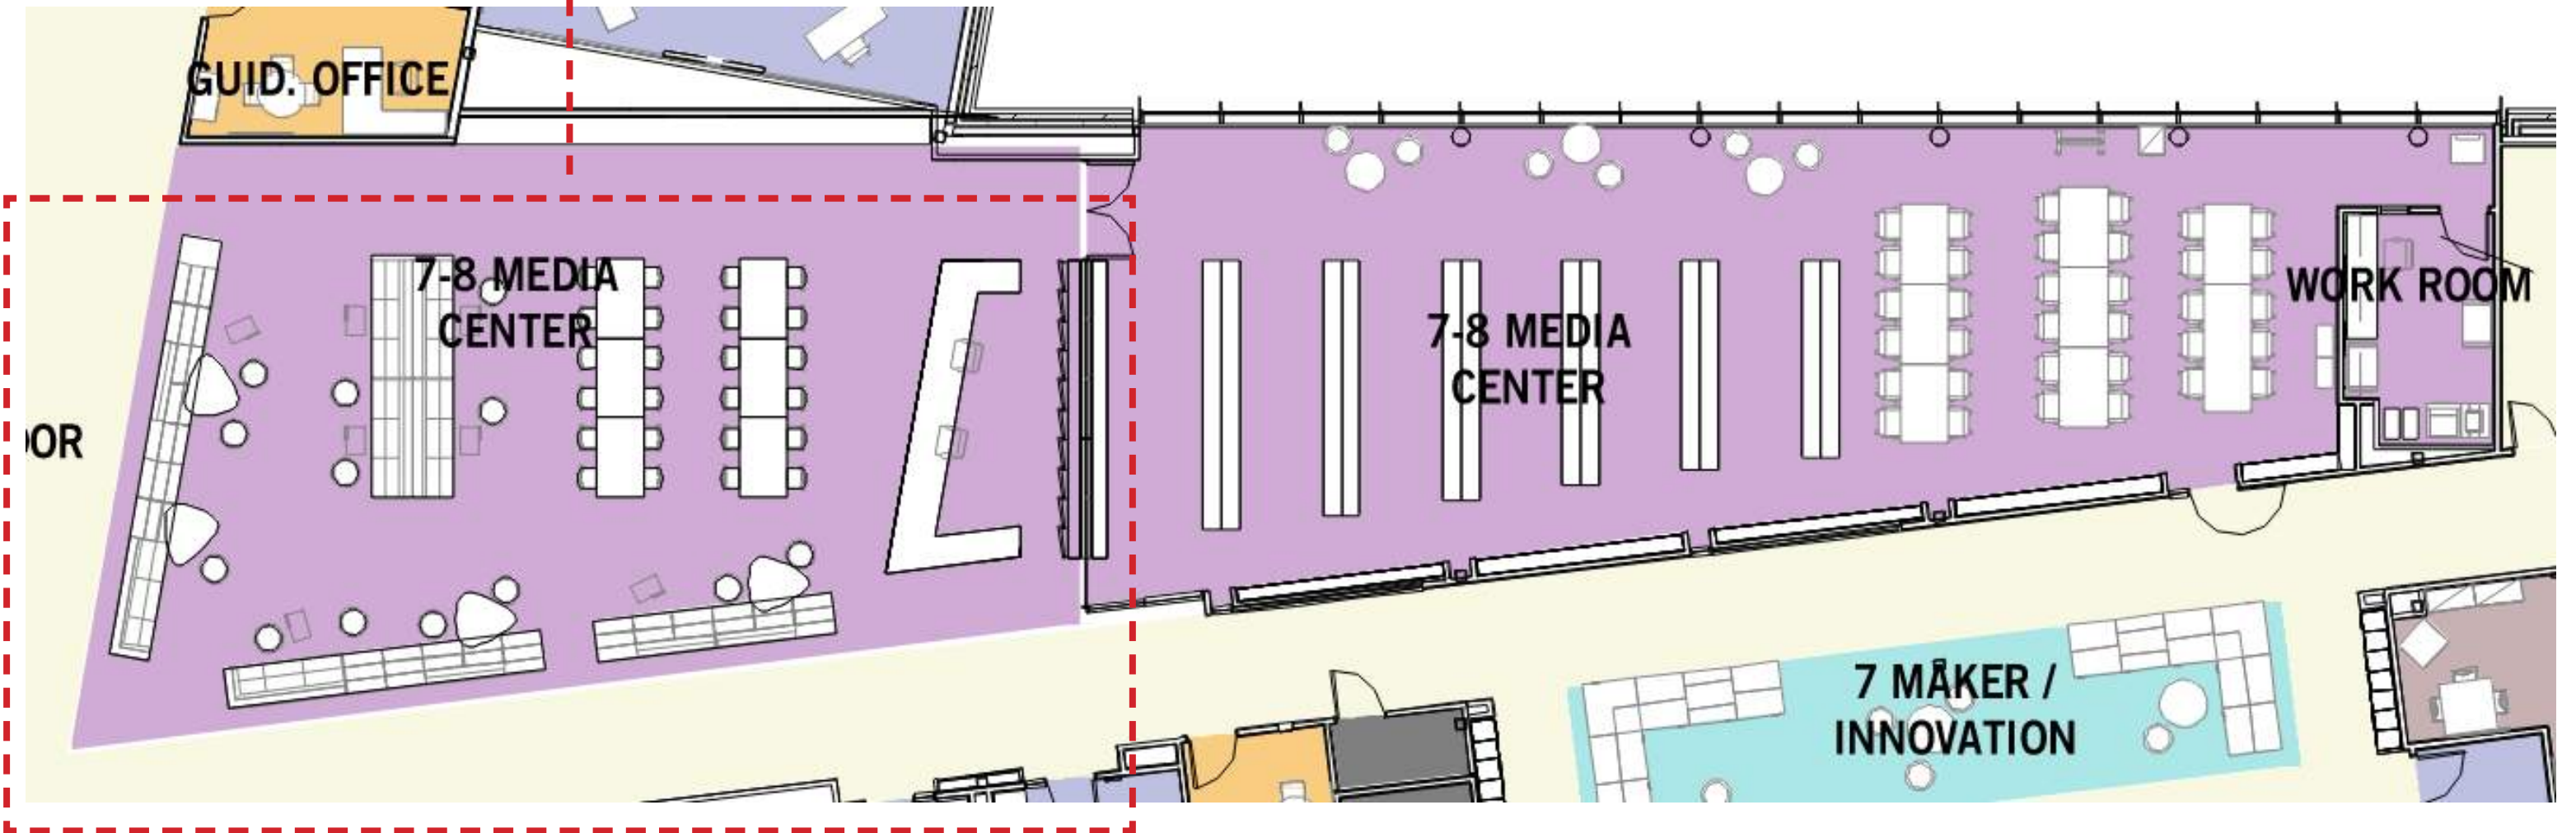 GUID. OFFICE
7-8 MEDIA
CENTER
7-8 MEDIA
CENTER
WORK ROOM
7 MAKER /
INNOVATION